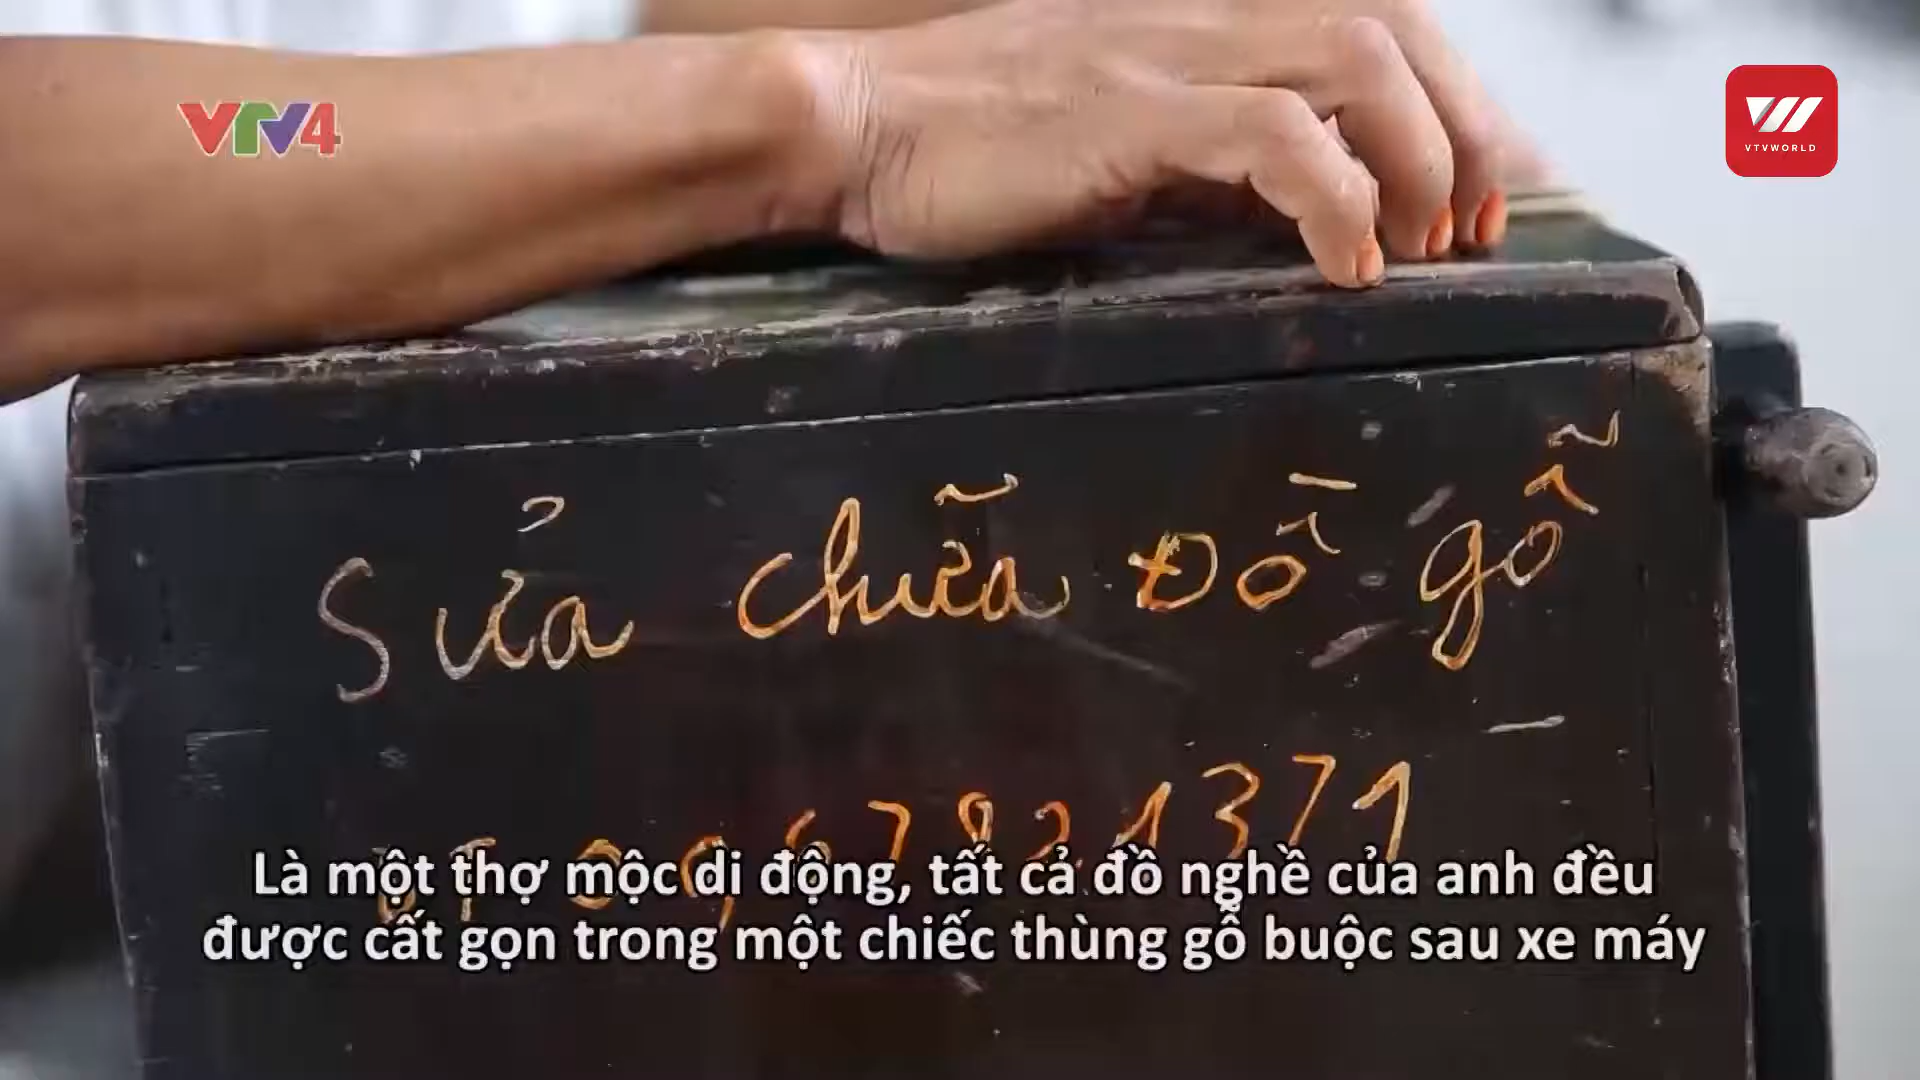 VTV4
VTVWORLD
Sửa chữa Đồ gỗ
Là một thợ mộc di động, tất cả đồ nghề của anh đều
được cất gọn trong một chiếc thùng gỗ buộc sau xe máy